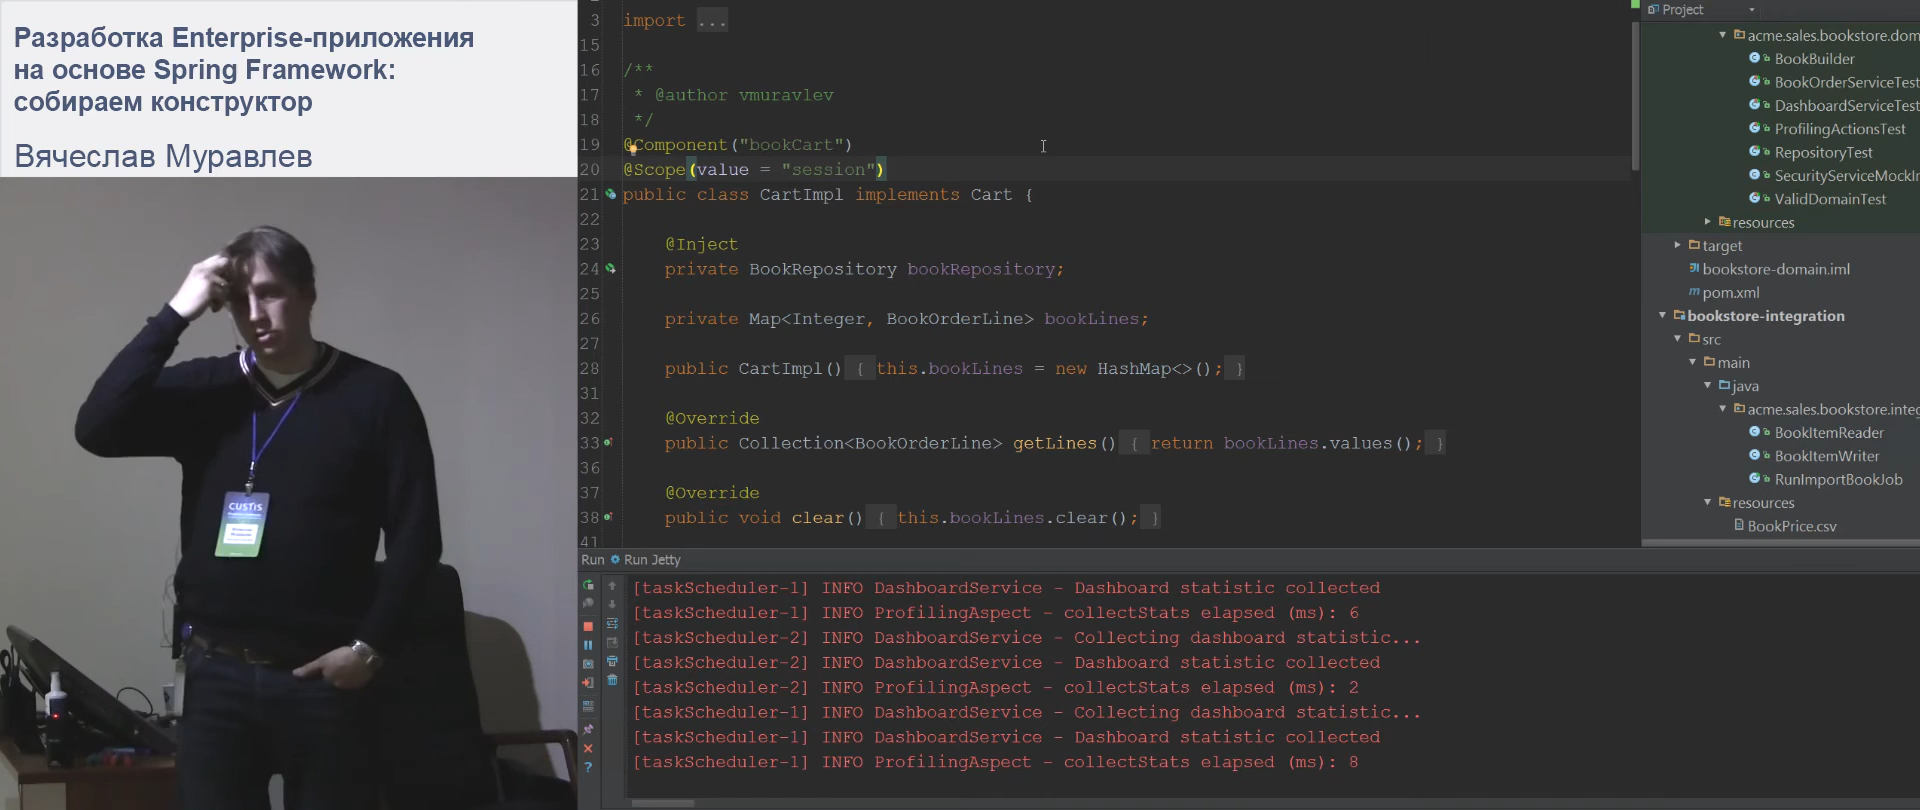 Разработка Enterprise-приложения
на основе Spring Framework:
собираем конструктор
Вячеслав Муравлев
CUSTIS
3 import ...
15
16 /**
17 * @author vmuravlev
18 */
19 @Component("bookCart")
20 @Scope(value = "session")
21 public class CartImpl implements Cart {
22
23 @Inject
24 private BookRepository bookRepository;
25
26 private Map<Integer, BookOrderLine> bookLines;
27
28 public CartImpl() { this.bookLines = new HashMap<>(); }
31
32 @Override
33 public Collection<BookOrderLine> getLines() { return bookLines.values(); }
36
37 @Override
38 public void clear() { this.bookLines.clear(); }
41
Project
acme.sales.bookstore.dom
BookBuilder
BookOrderServiceTest
DashboardServiceTest
ProfilingActionsTest
RepositoryTest
SecurityServiceMockIn
ValidDomainTest
resources
target
bookstore-domain.iml
pom.xml
bookstore-integration
src
main
java
acme.sales.bookstore.integ
BookItemReader
BookItemWriter
RunImportBookJob
resources
BookPrice.csv
Run Run Jetty
[taskScheduler-1] INFO DashboardService - Dashboard statistic collected
[taskScheduler-1] INFO ProfilingAspect - collectStats elapsed (ms): 6
[taskScheduler-2] INFO DashboardService - Collecting dashboard statistic...
[taskScheduler-2] INFO DashboardService - Dashboard statistic collected
[taskScheduler-2] INFO ProfilingAspect - collectStats elapsed (ms): 2
[taskScheduler-1] INFO DashboardService - Collecting dashboard statistic...
[taskScheduler-1] INFO DashboardService - Dashboard statistic collected
[taskScheduler-1] INFO ProfilingAspect - collectStats elapsed (ms): 8